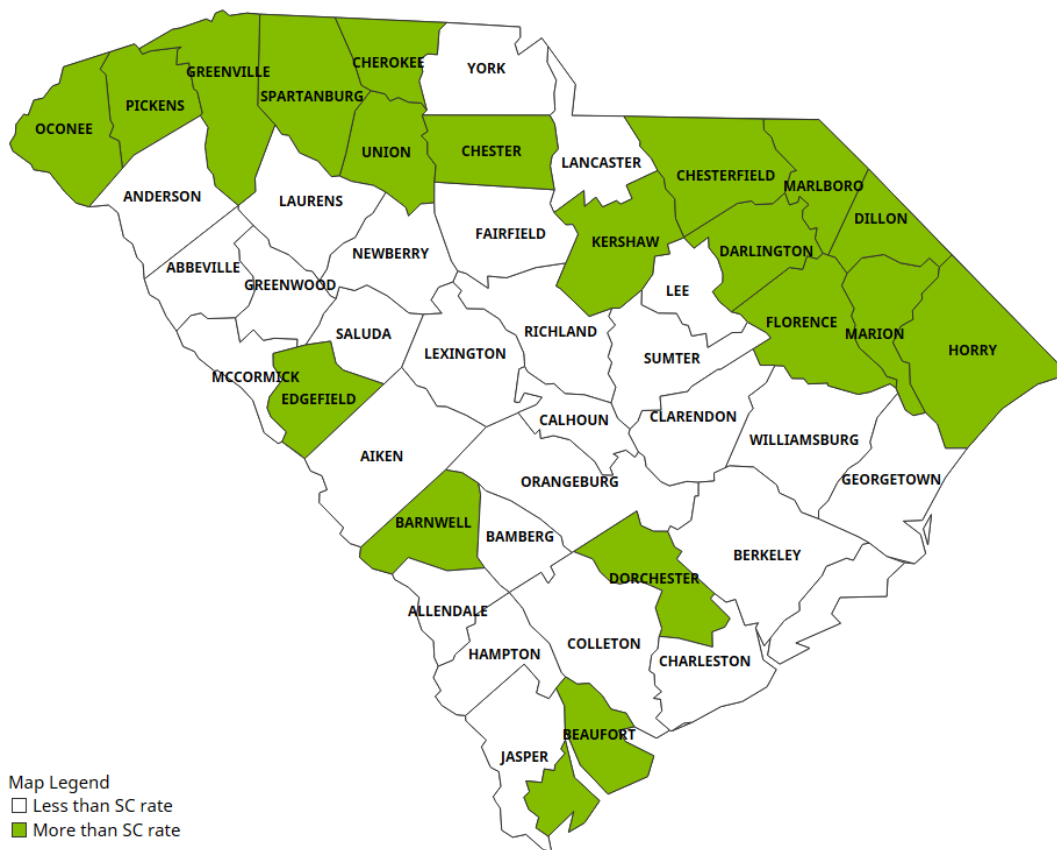 CHEROKEE
YORK
GREENVILLE
SPARTANBURG
PICKENS
OCONEE
UNION
CHESTER
LANCASTER
CHESTERFIELD
MARLBORO
ANDERSON
LAURENS
DILLON
FAIRFIELD
KERSHAW
NEWBERRY
DARLINGTON
ABBEVILLE
GREENWOOD
LEE
FLORENCE
RICHLAND
SALUDA
MARION
LEXINGTON
SUMTER
HORRY
MCCORMICK
EDGEFIELD
CALHOUN
CLARENDON
WILLIAMSBURG
AIKEN
ORANGEBURG
GEORGETOWN
BARNWELL
BAMBERG
BERKELEY
DORCHESTER
ALLENDALE
COLLETON
HAMPTON
CHARLESTON
BEAUFORT
JASPER
Map Legend
Less than SC rate
More than SC rate